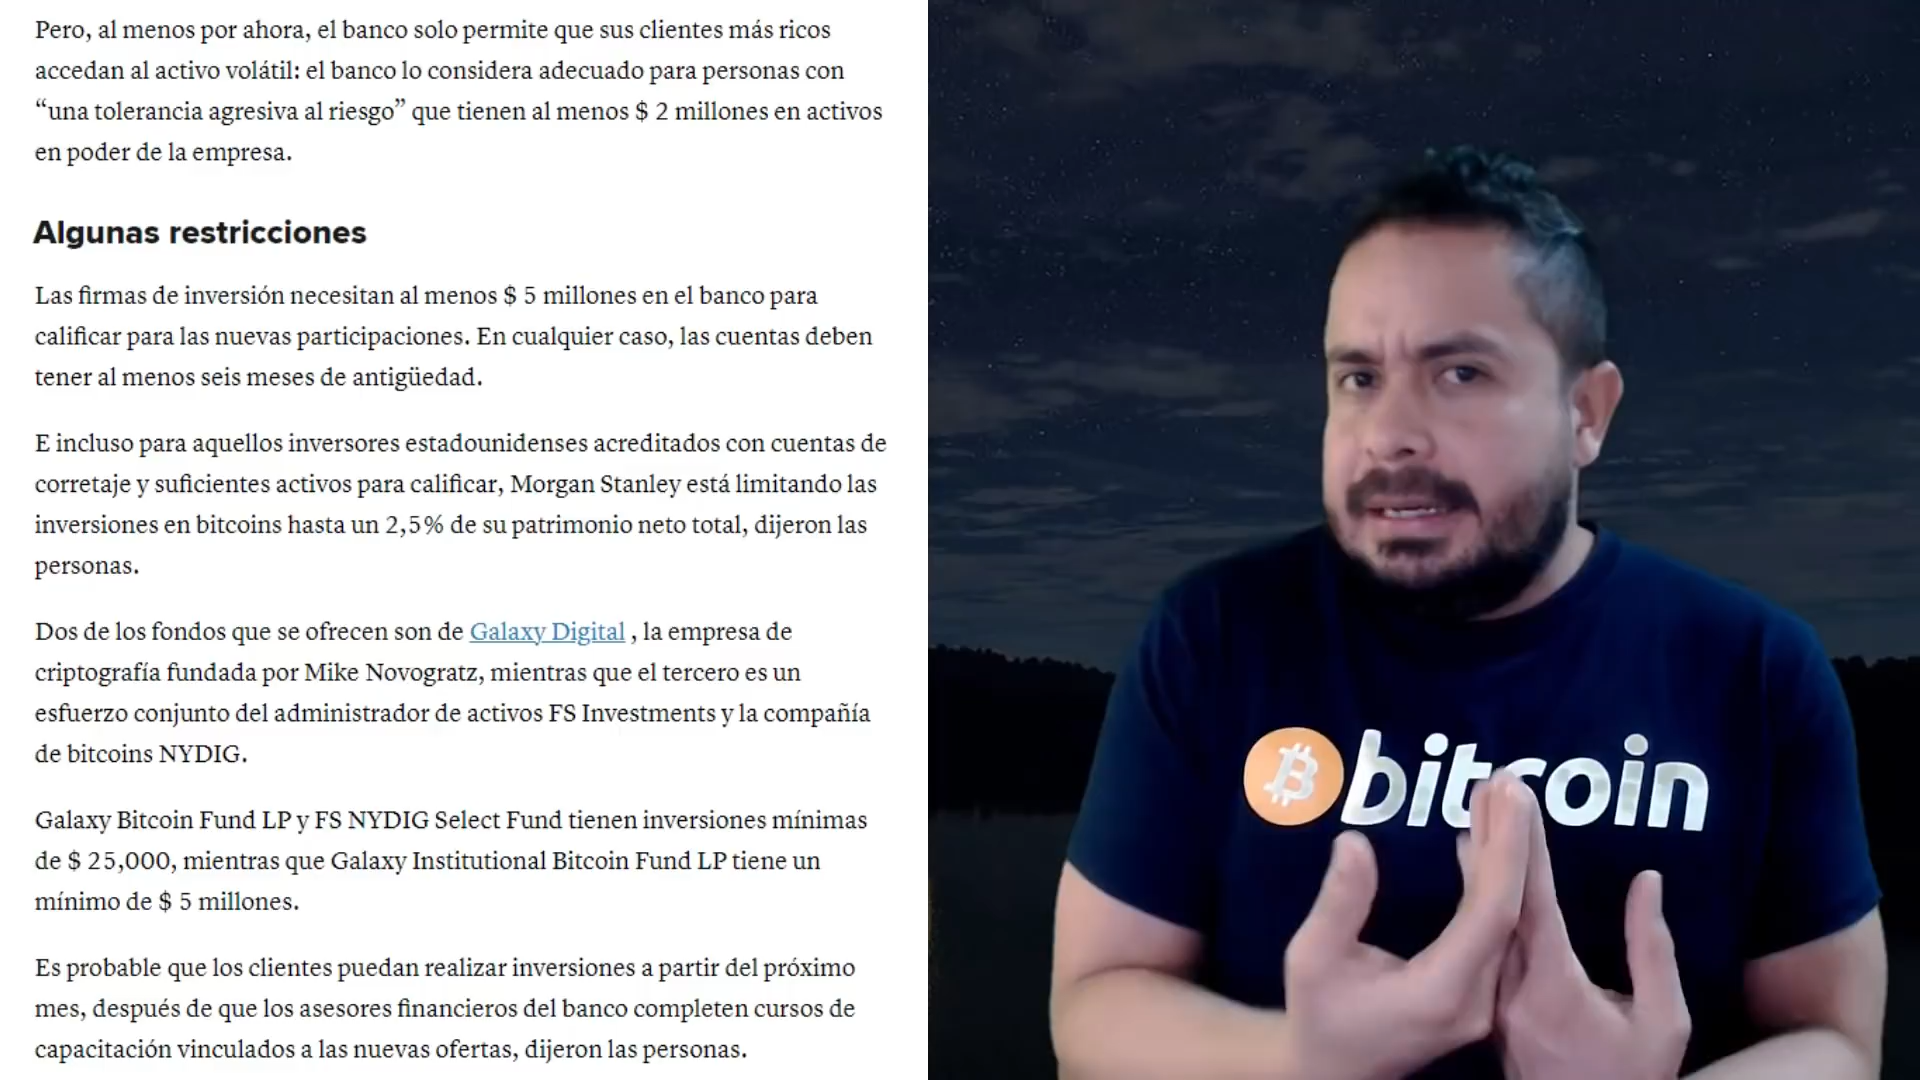 Pero, al menos por ahora, el banco solo permite que sus clientes más ricos
accedan al activo volátil: el banco lo considera adecuado para personas con
“una tolerancia agresiva al riesgo” que tienen al menos $ 2 millones en activos
en poder de la empresa.
Algunas restricciones
Las firmas de inversión necesitan al menos $ 5 millones en el banco para
calificar para las nuevas participaciones. En cualquier caso, las cuentas deben
tener al menos seis meses de antigüedad.
E incluso para aquellos inversores estadounidenses acreditados con cuentas de
corretaje y suficientes activos para calificar, Morgan Stanley está limitando las
inversiones en bitcoins hasta un 2,5% de su patrimonio neto total, dijeron las
personas.
Dos de los fondos que se ofrecen son de Galaxy Digital , la empresa de
criptografía fundada por Mike Novogratz, mientras que el tercero es un
esfuerzo conjunto del administrador de activos FS Investments y la compañía
de bitcoins NYDIG.
Galaxy Bitcoin Fund LP y FS NYDIG Select Fund tienen inversiones mínimas
de $ 25,000, mientras que Galaxy Institutional Bitcoin Fund LP tiene un
mínimo de $ 5 millones.
Es probable que los clientes puedan realizar inversiones a partir del próximo
mes, después de que los asesores financieros del banco completen cursos de
capacitación vinculados a las nuevas ofertas, dijeron las personas.
bitcoin